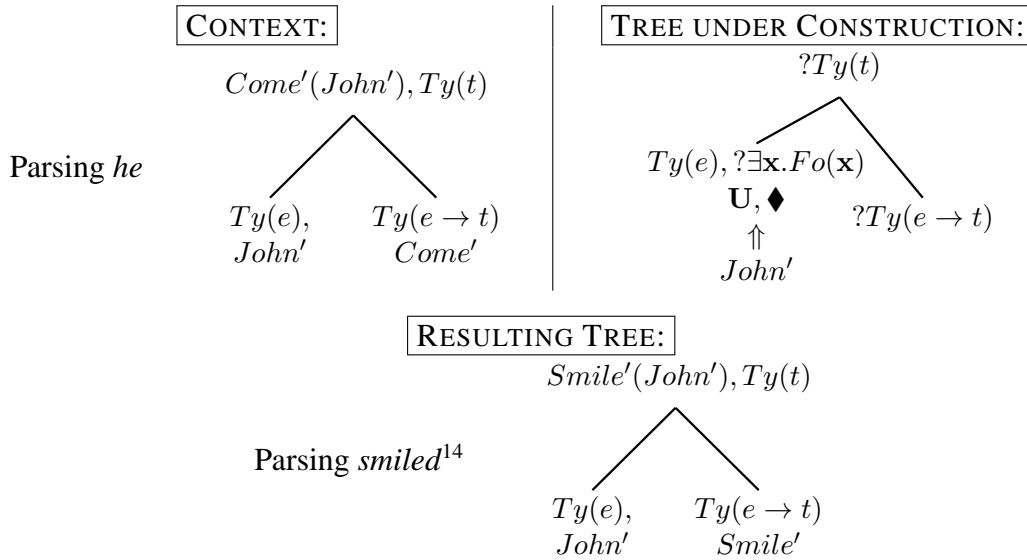 CONTEXT:
Come′(John′), Ty(t)
Parsing he
Ty(e),
John′
Ty(e → t)
Come′
TREE UNDER CONSTRUCTION:
?Ty(t)
Ty(e), ?∃x.Fo(x)
U, ♦
⇑
John′
?Ty(e → t)
RESULTING TREE:
Smile′(John′), Ty(t)
Parsing smiled¹⁴
Ty(e),
John′
Ty(e → t)
Smile′